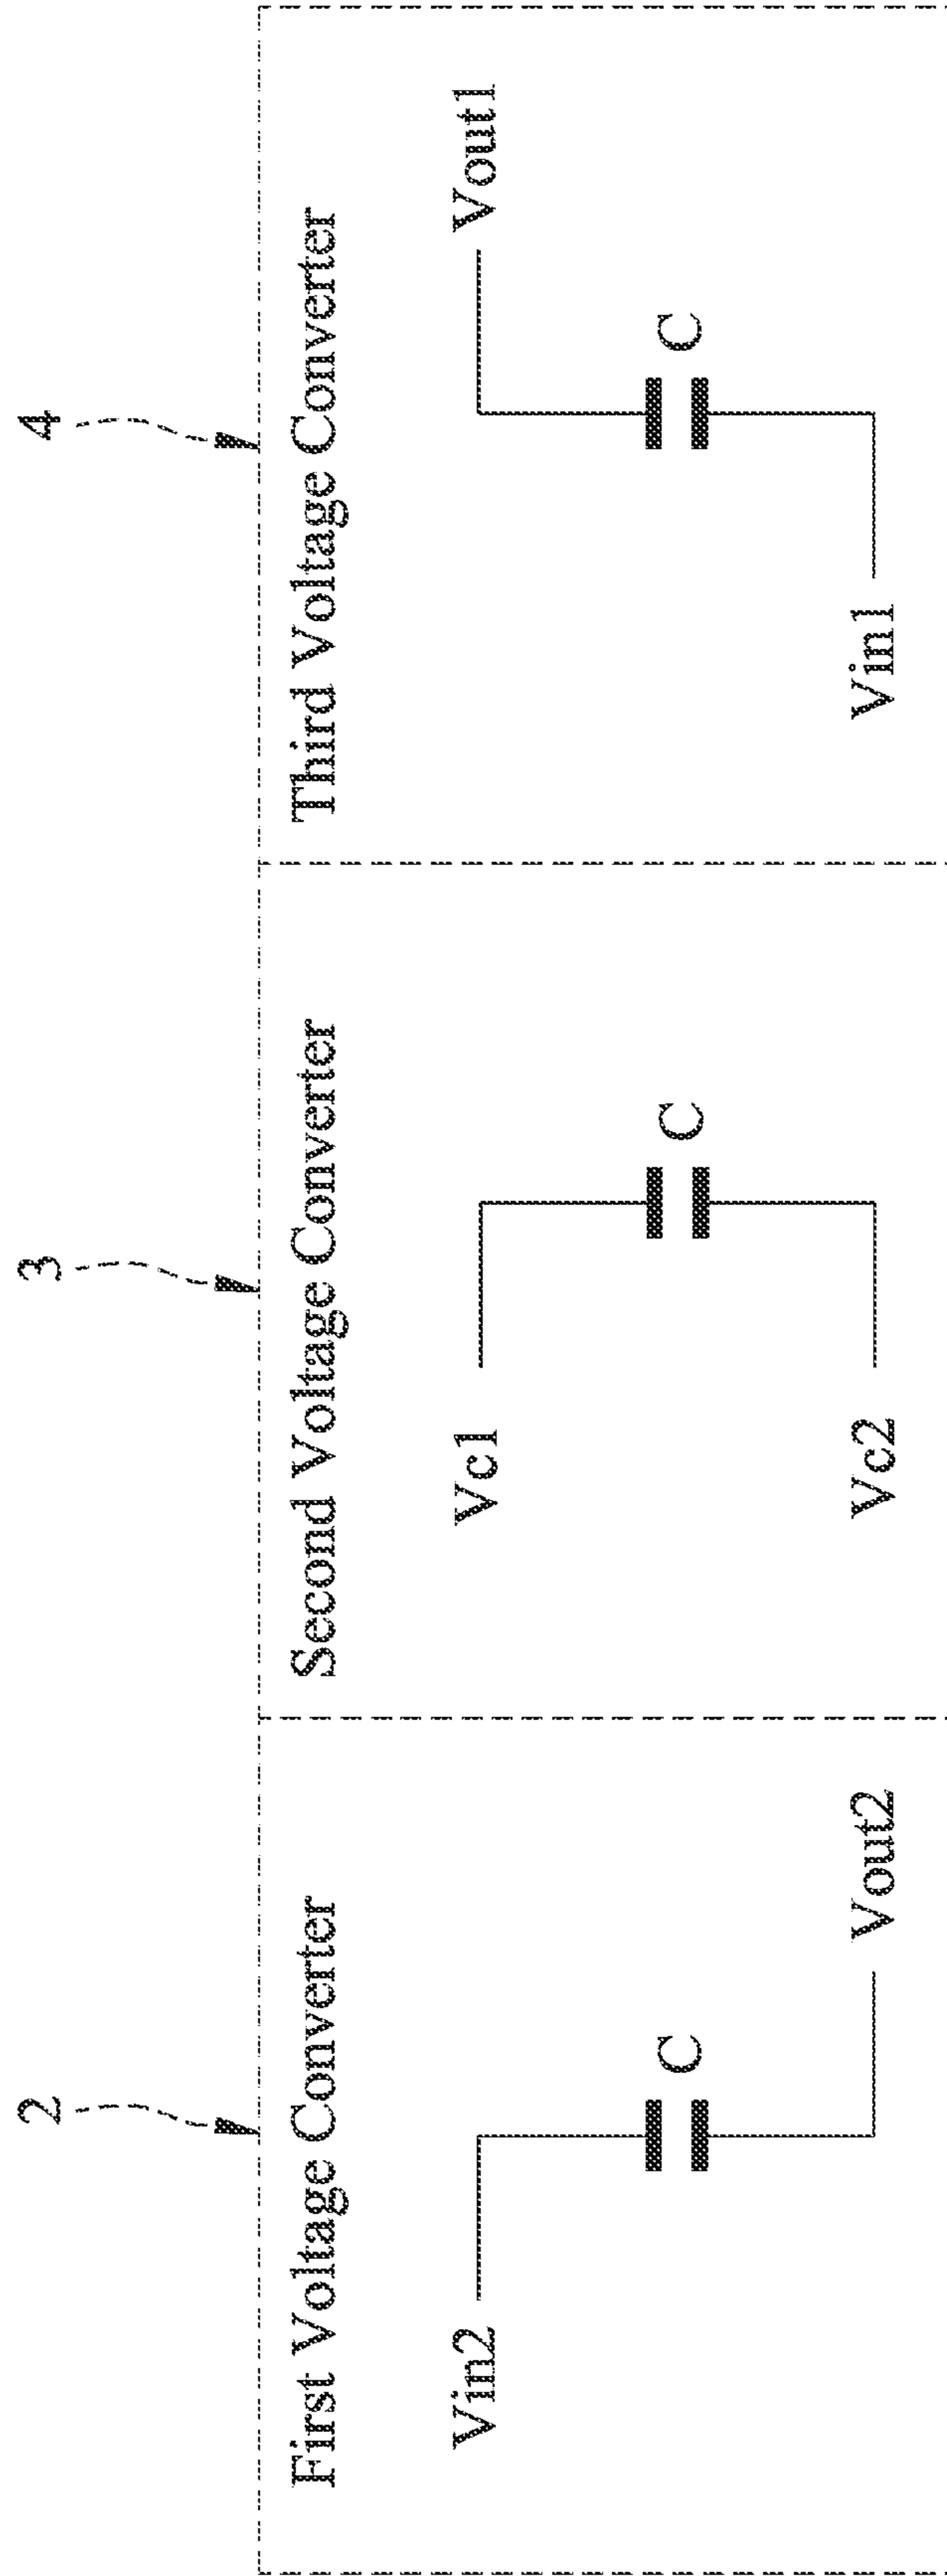 2
3
4
First Voltage Converter
Second Voltage Converter
Third Voltage Converter
Vin2
Vc1
Vout1
C
C
C
Vout2
Vc2
Vin1